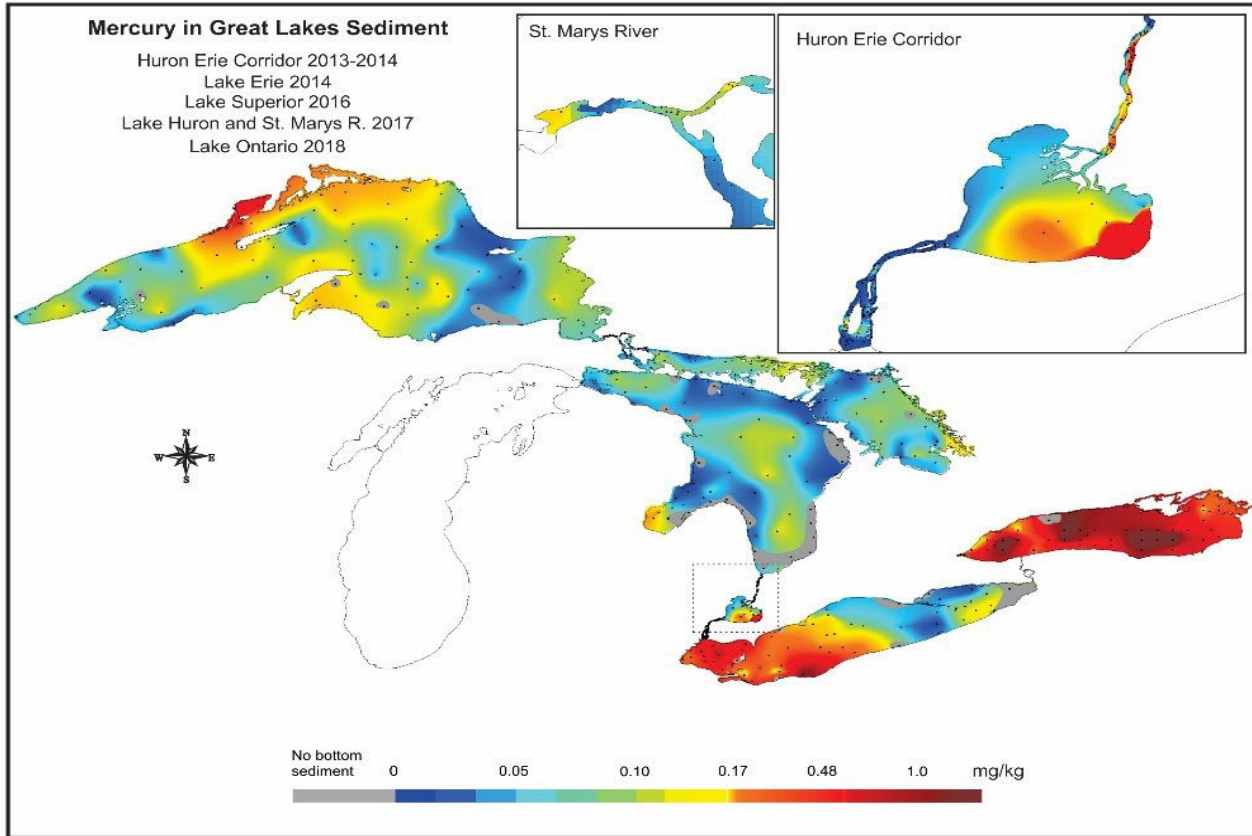 Mercury in Great Lakes Sediment
Huron Erie Corridor 2013-2014
Lake Erie 2014
Lake Superior 2016
Lake Huron and St. Marys R. 2017
Lake Ontario 2018
St. Marys River
Huron Erie Corridor
N
W E
S
No bottom
sediment 0 0.05 0.10 0.17 0.48 1.0 mg/kg